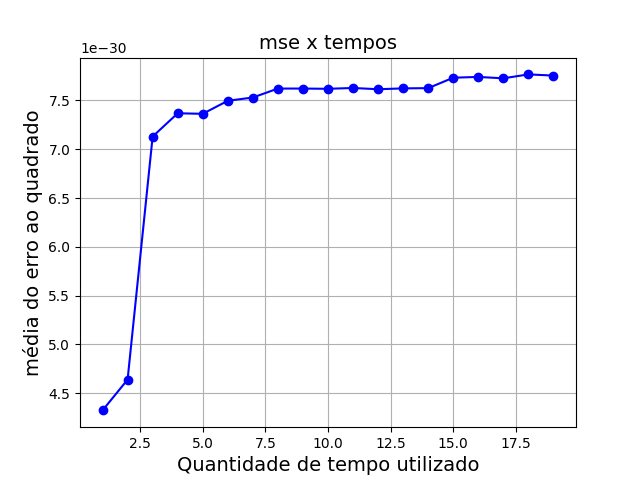 mse x tempos
1e−30
7.5
7.0
6.5
6.0
5.5
5.0
4.5
média do erro ao quadrado
2.5 5.0 7.5 10.0 12.5 15.0 17.5
Quantidade de tempo utilizado